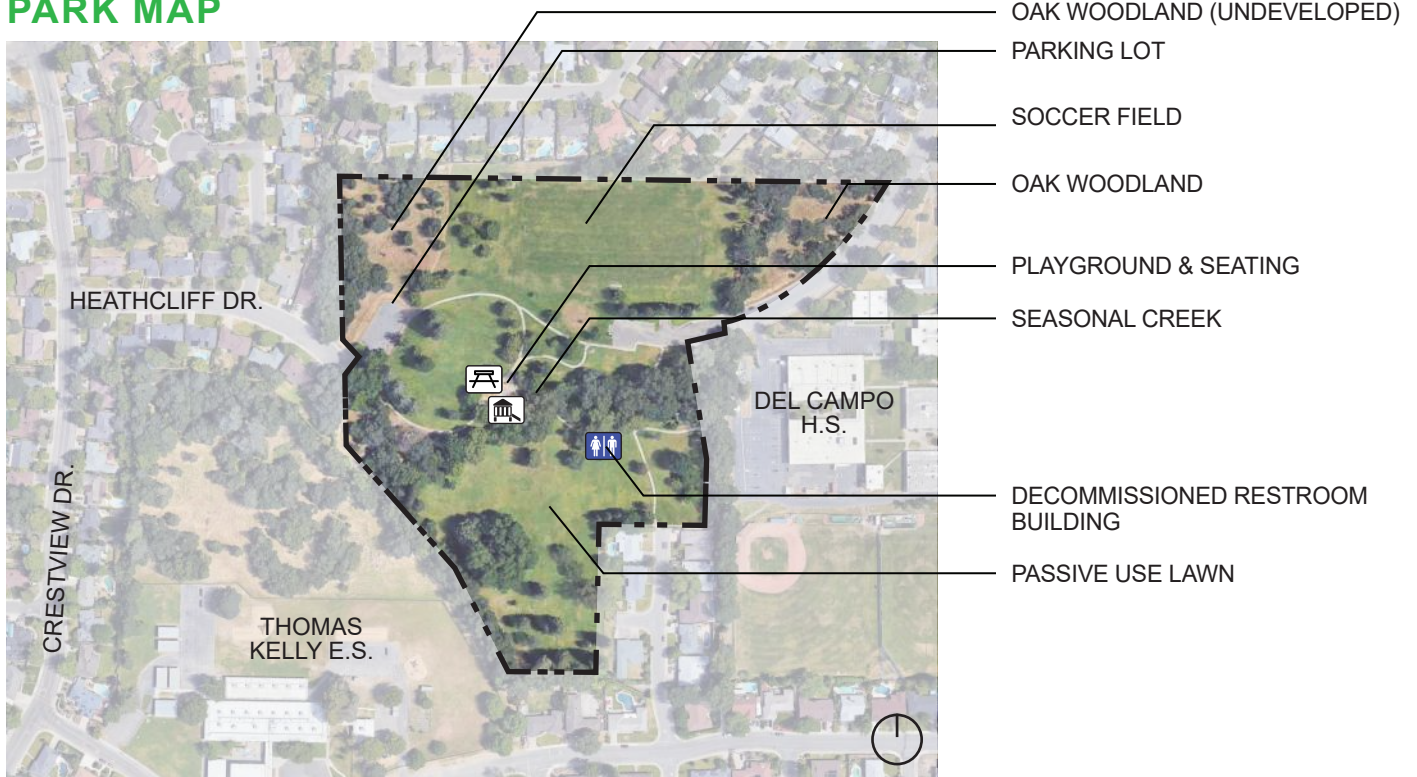 PARK MAP
OAK WOODLAND (UNDEVELOPED)
PARKING LOT
SOCCER FIELD
OAK WOODLAND
PLAYGROUND & SEATING
SEASONAL CREEK
DECOMMISSIONED RESTROOM
BUILDING
PASSIVE USE LAWN
HEATHCLIFF DR.
CRESTVIEW DR.
DEL CAMPO
H.S.
THOMAS
KELLY E.S.